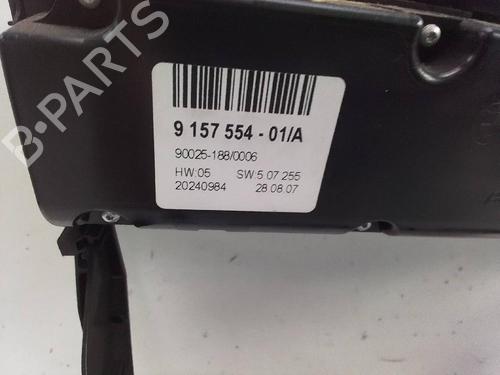 B-PARTS
9 157 554 - 01/A
90025-188/0006
HW:05 SW:5 07 255
20240984 28 08 07